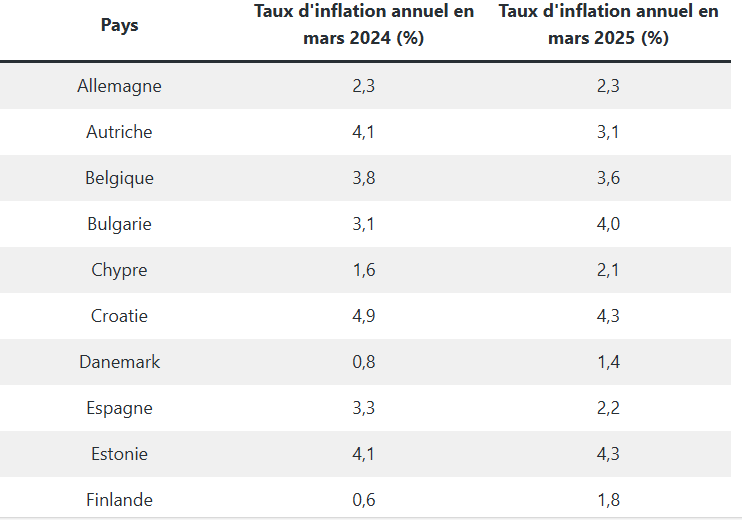 Pays Taux d'inflation annuel en mars 2024 (%) Taux d'inflation annuel en mars 2025 (%)
Allemagne 2,3 2,3
Autriche 4,1 3,1
Belgique 3,8 3,6
Bulgarie 3,1 4,0
Chypre 1,6 2,1
Croatie 4,9 4,3
Danemark 0,8 1,4
Espagne 3,3 2,2
Estonie 4,1 4,3
Finlande 0,6 1,8